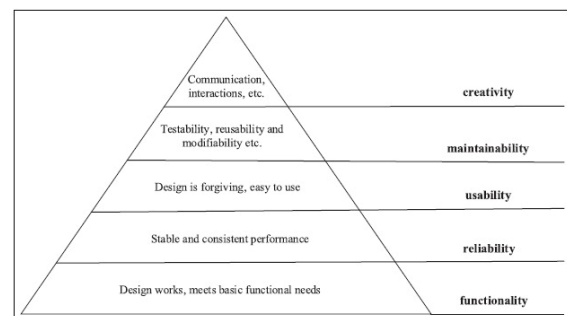 Communication,
interactions, etc.
creativity
Testability, reusability and
modifiability etc.
maintainability
Design is forgiving, easy to use
usability
Stable and consistent performance
reliability
Design works, meets basic functional needs
functionality